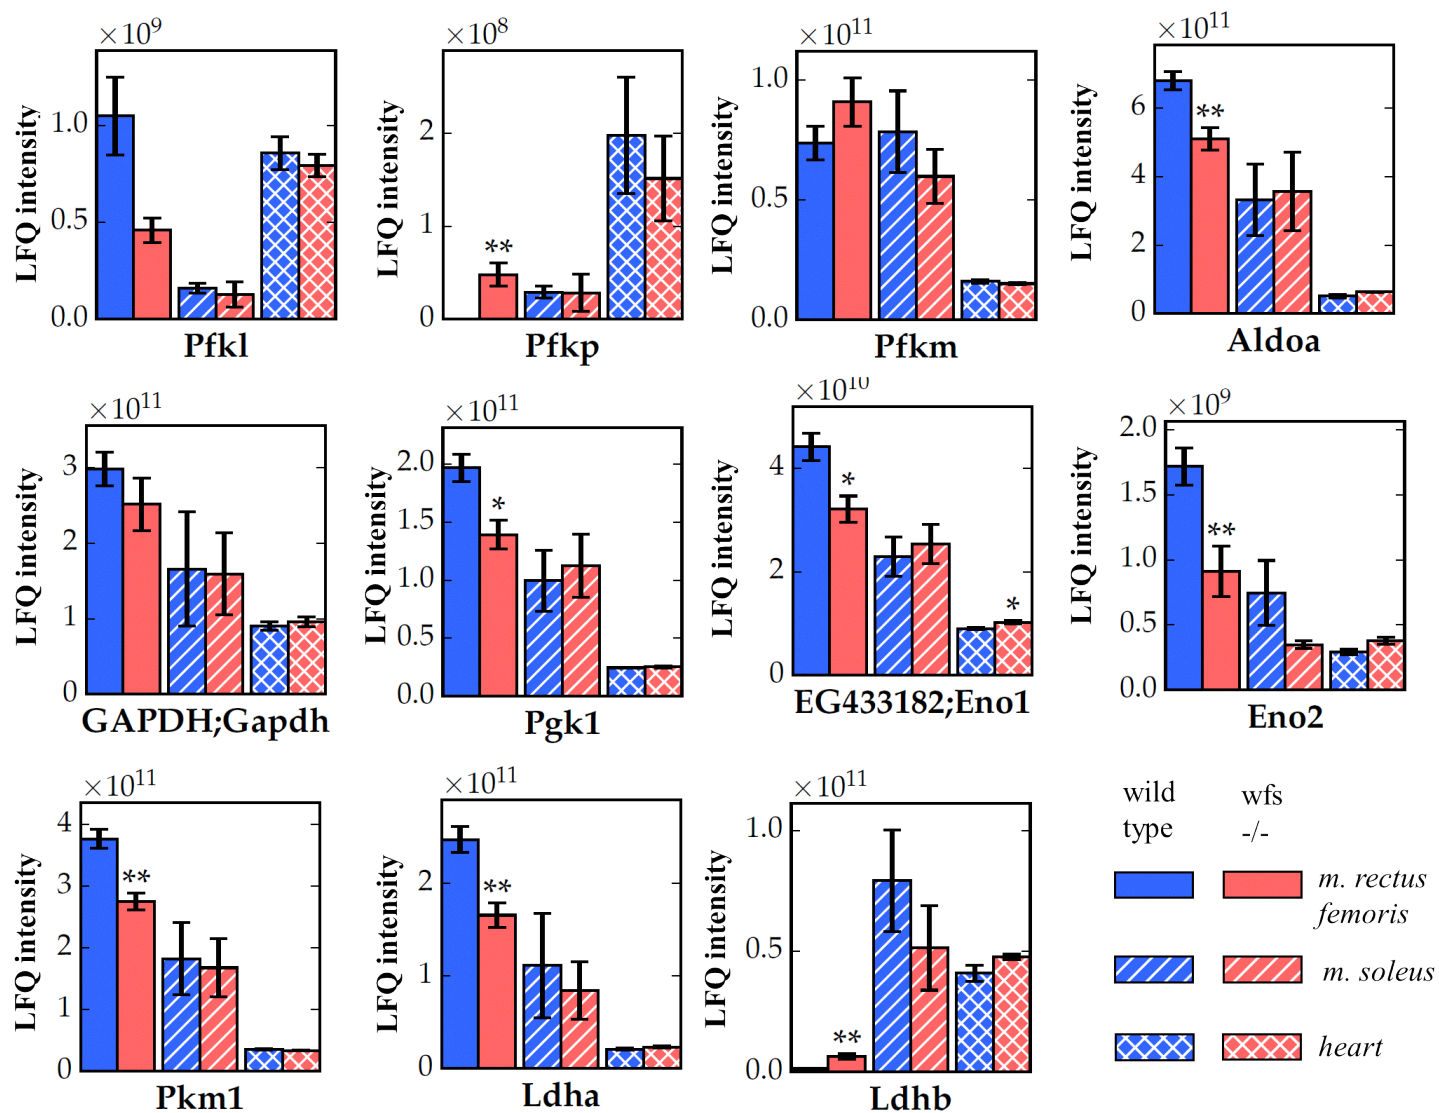 ×10⁹
LFQ intensity
1.0
0.5
0.0
Pfkl
×10⁸
LFQ intensity
2
1
0
**
Pfkp
×10¹¹
LFQ intensity
1.0
0.5
0.0
Pfkm
×10¹¹
LFQ intensity
6
4
2
0
**
Aldoa
×10¹¹
LFQ intensity
3
2
1
0
GAPDH;Gapdh
×10¹¹
LFQ intensity
2.0
1.5
1.0
0.5
0.0
*
Pgk1
×10¹⁰
LFQ intensity
4
2
0
*
*
EG433182;Eno1
×10⁹
LFQ intensity
2.0
1.5
1.0
0.5
0.0
**
Eno2
×10¹¹
LFQ intensity
4
3
2
1
0
**
Pkm1
×10¹¹
LFQ intensity
2
1
0
**
Ldha
×10¹¹
LFQ intensity
1.0
0.5
0.0
**
Ldhb
wild wfs
type -/-
m. rectus
femoris
m. soleus
heart